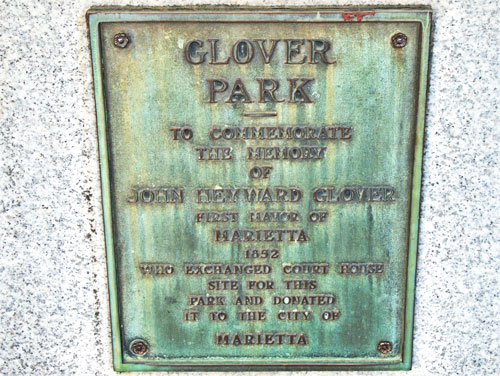 GLOVER
PARK
TO COMMEMORATE
THE MEMORY
OF
JOHN HEYWARD GLOVER
FIRST MAYOR OF
MARIETTA
1852
WHO EXCHANGED COURT HOUSE
SITE FOR THIS
PARK AND DONATED
IT TO THE CITY OF
MARIETTA